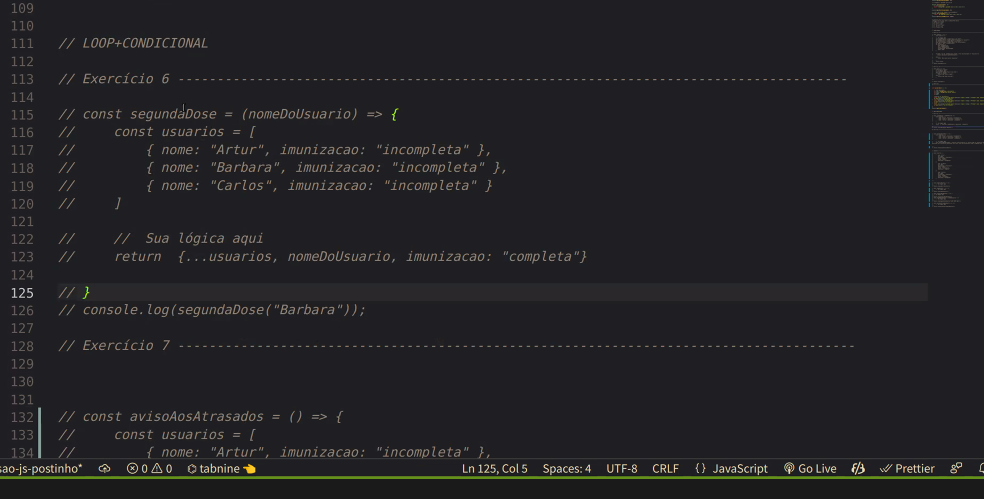 109
110
111 // LOOP+CONDICIONAL
112
113 // Exercício 6 -------------------------------------------------------------------------------------
114
115 // const segundaDose = (nomeDoUsuario) => {
116 //     const usuarios = [
117 //         { nome: "Artur", imunizacao: "incompleta" },
118 //         { nome: "Barbara", imunizacao: "incompleta" },
119 //         { nome: "Carlos", imunizacao: "incompleta" }
120 //     ]
121
122 //     //  Sua lógica aqui
123 //     return  {...usuarios, nomeDoUsuario, imunizacao: "completa"}
124
125 // }
126 // console.log(segundaDose("Barbara"));
127
128 // Exercício 7 --------------------------------------------------------------------------------------
129
130
131
132 // const avisoAosAtrasados = () => {
133 //     const usuarios = [
134 //         { nome: "Artur", imunizacao: "incompleta" },
sao-js-postinho* 0 0 tabnine Ln 125, Col 5 Spaces: 4 UTF-8 CRLF {} JavaScript Go Live Prettier